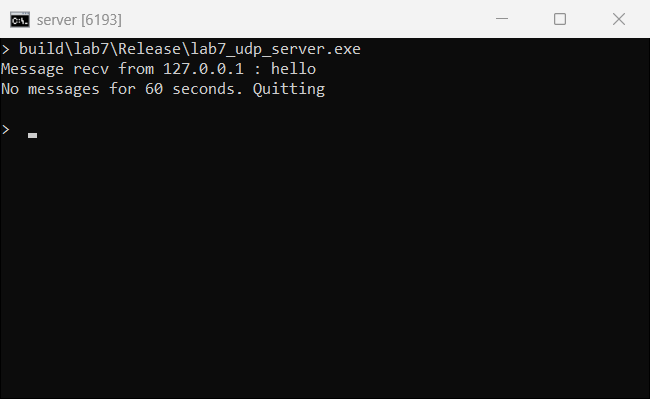 server [6193]
> build\lab7\Release\lab7_udp_server.exe
Message recv from 127.0.0.1 : hello
No messages for 60 seconds. Quitting
>